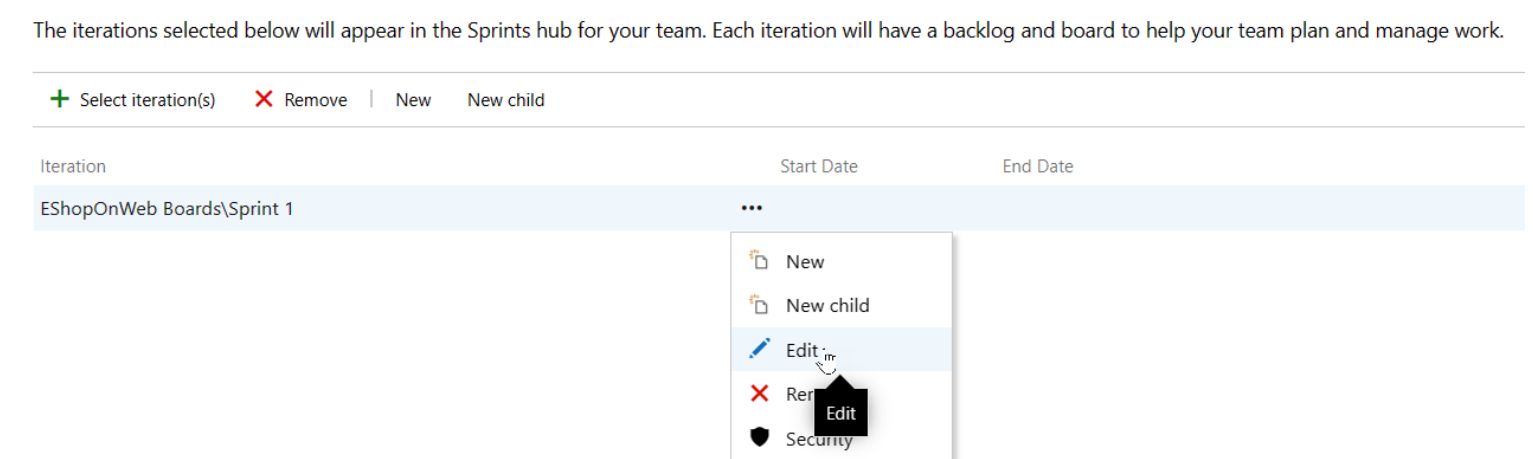 The iterations selected below will appear in the Sprints hub for your team. Each iteration will have a backlog and board to help your team plan and manage work.
Select iteration(s) Remove New New child
Iteration Start Date End Date
EShopOnWeb Boards\Sprint 1
New
New child
Edit
Edit
Security